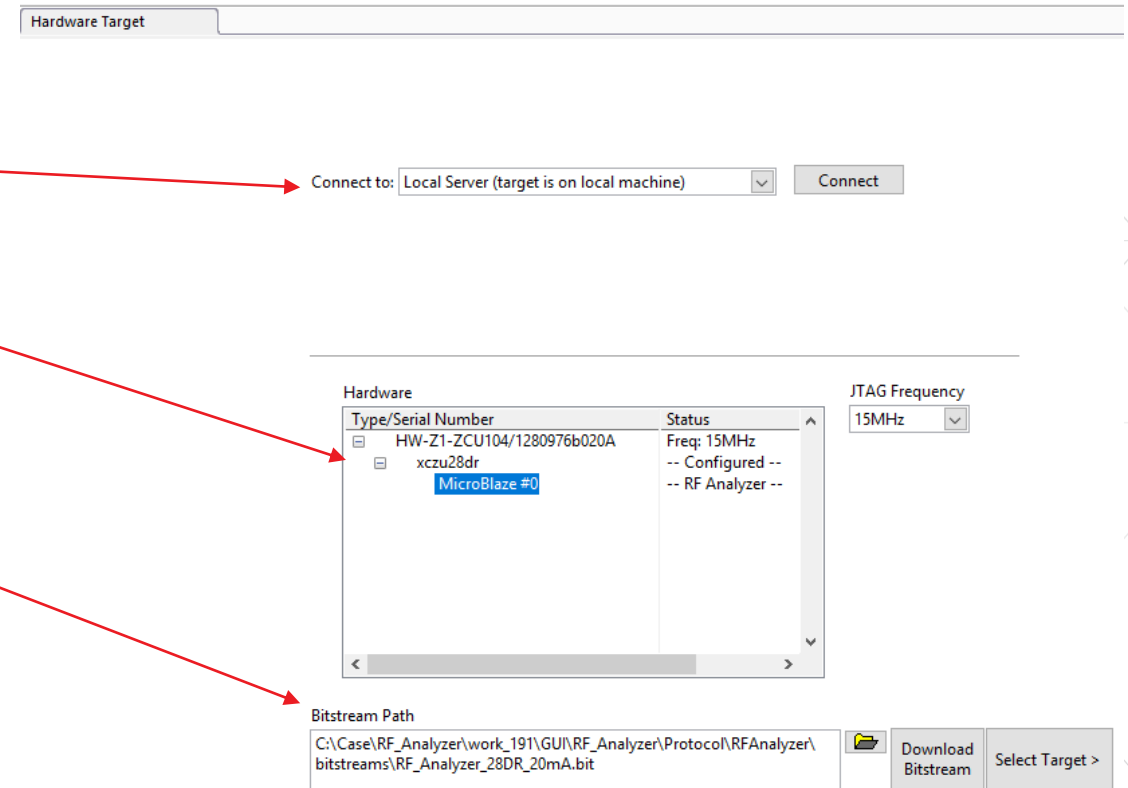 Hardware Target
Connect to: Local Server (target is on local machine) Connect
Hardware
JTAG Frequency
Type/Serial Number Status
15MHz
HW-Z1-ZCU104/1280976b020A Freq: 15MHz
xczu28dr -- Configured --
MicroBlaze #0 -- RF Analyzer --
Bitstream Path
C:\Case\RF_Analyzer\work_191\GUI\RF_Analyzer\Protocol\RFAnalyzer\
bitstreams\RF_Analyzer_28DR_20mA.bit
Download
Bitstream
Select Target >